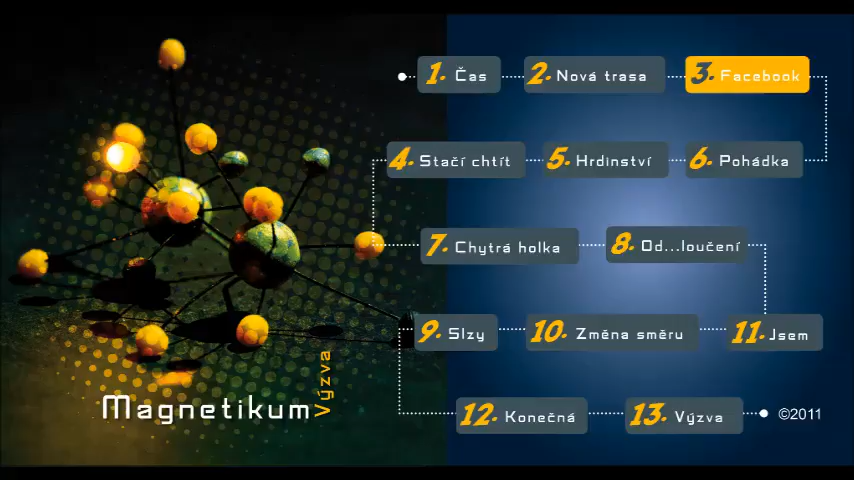 1. Čas
2. Nová trasa
3. Facebook
4. Stačí chtít
5. Hrdinství
6. Pohádka
7. Chytrá holka
8. Od...loučení
9. Slzy
10. Změna směru
11. Jsem
12. Konečná
13. Výzva
©2011
Magnetikum
Výzva